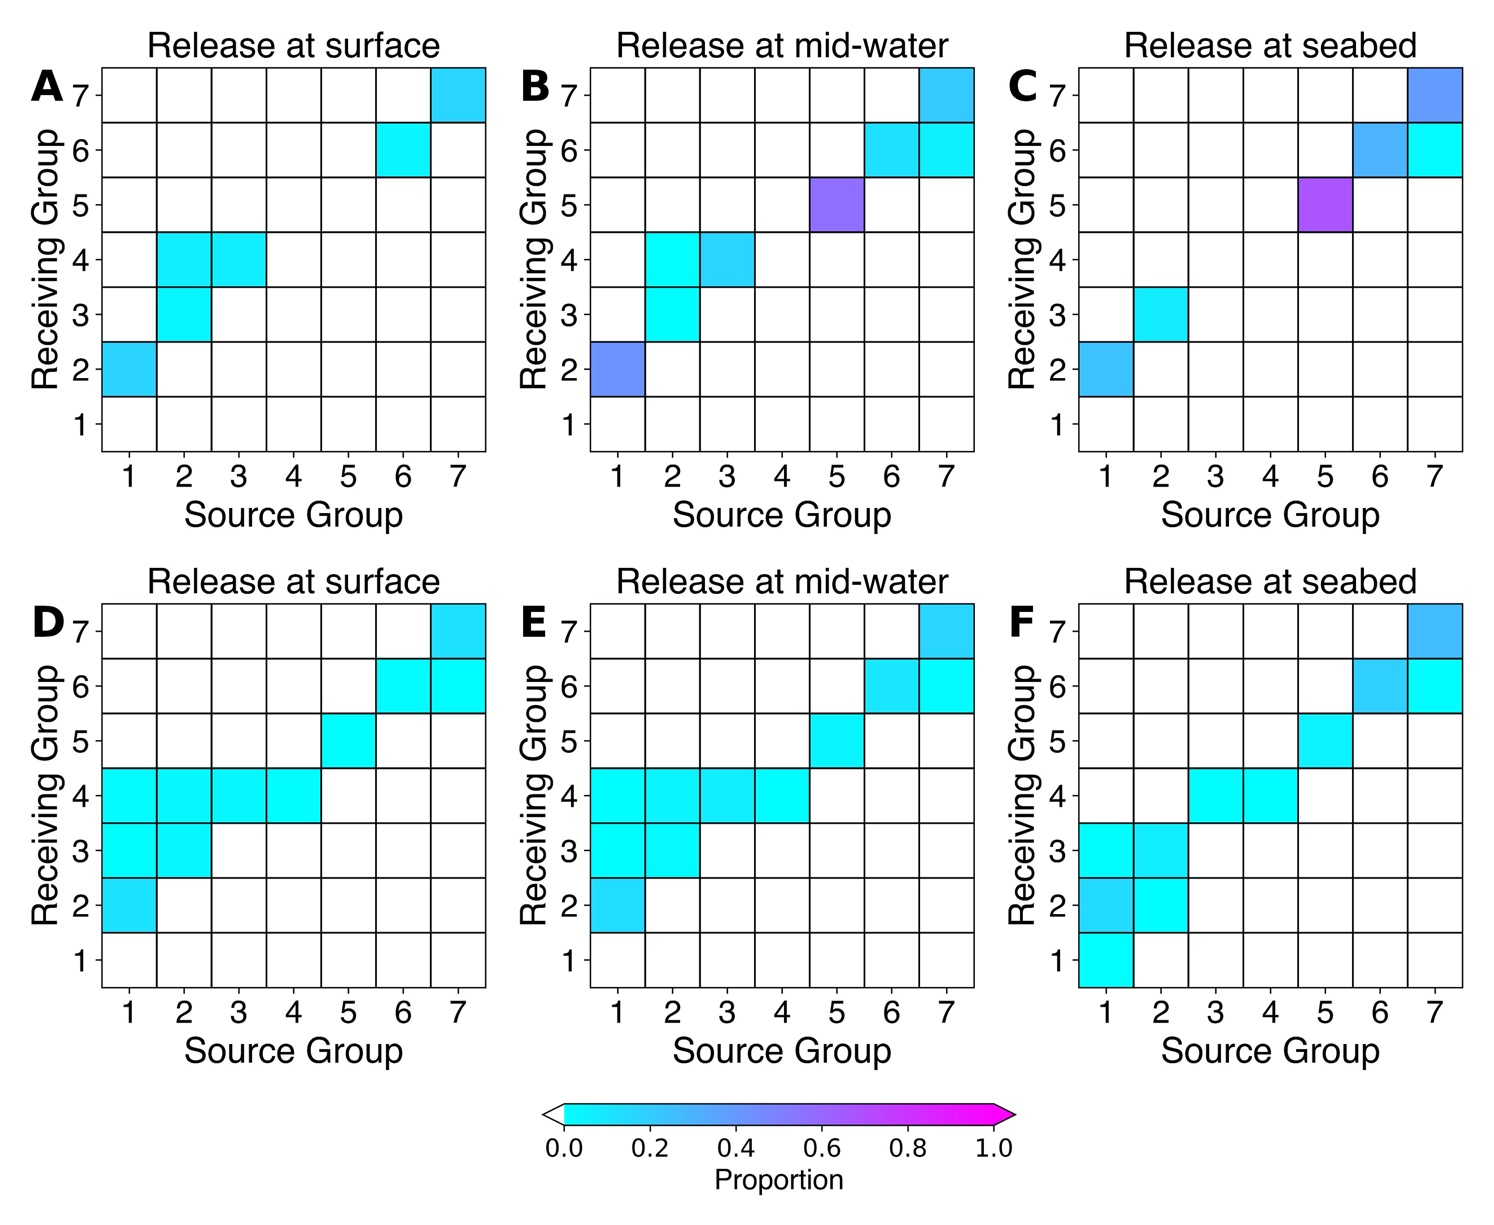 Release at surface
Release at mid-water
Release at seabed
A
B
C
Receiving Group
7
6
5
4
3
2
1
Receiving Group
7
6
5
4
3
2
1
Receiving Group
7
6
5
4
3
2
1
1 2 3 4 5 6 7
1 2 3 4 5 6 7
1 2 3 4 5 6 7
Source Group
Source Group
Source Group
Release at surface
Release at mid-water
Release at seabed
D
E
F
Receiving Group
7
6
5
4
3
2
1
Receiving Group
7
6
5
4
3
2
1
Receiving Group
7
6
5
4
3
2
1
1 2 3 4 5 6 7
1 2 3 4 5 6 7
1 2 3 4 5 6 7
Source Group
Source Group
Source Group
0.0 0.2 0.4 0.6 0.8 1.0
Proportion